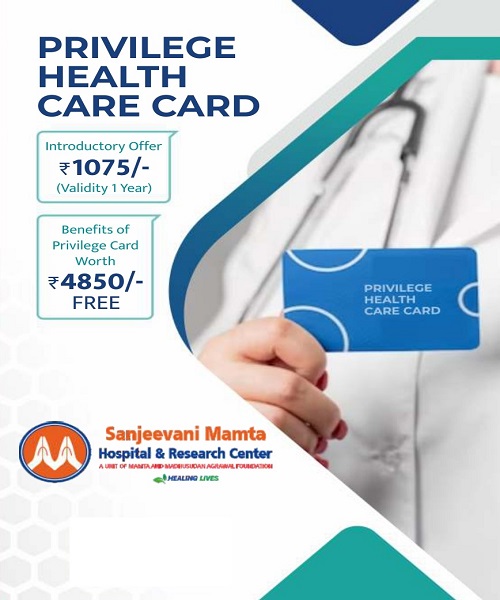 PRIVILEGE
HEALTH
CARE CARD
Introductory Offer
₹1075/-
(Validity 1 Year)
Benefits of
Privilege Card
Worth
₹4850/-
FREE
PRIVILEGE
HEALTH
CARE CARD
Sanjeevani Mamta
Hospital & Research Center
A UNIT OF MAMTA AND MADHUSUDAN AGRAWAL FOUNDATION
HEALING LIVES